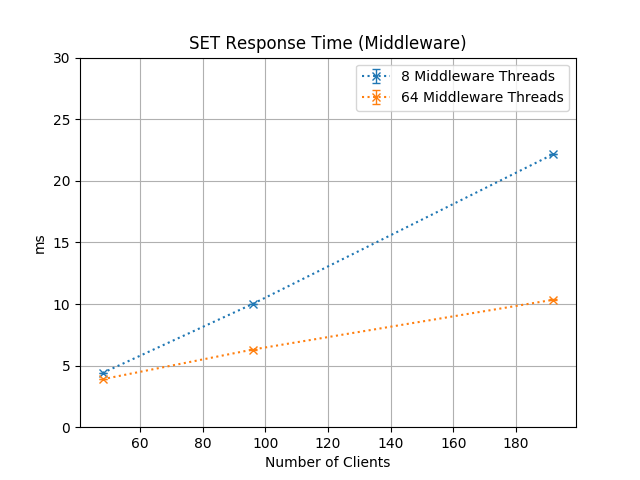 SET Response Time (Middleware)
8 Middleware Threads
64 Middleware Threads
30
25
20
15
10
5
0
ms
60 80 100 120 140 160 180
Number of Clients